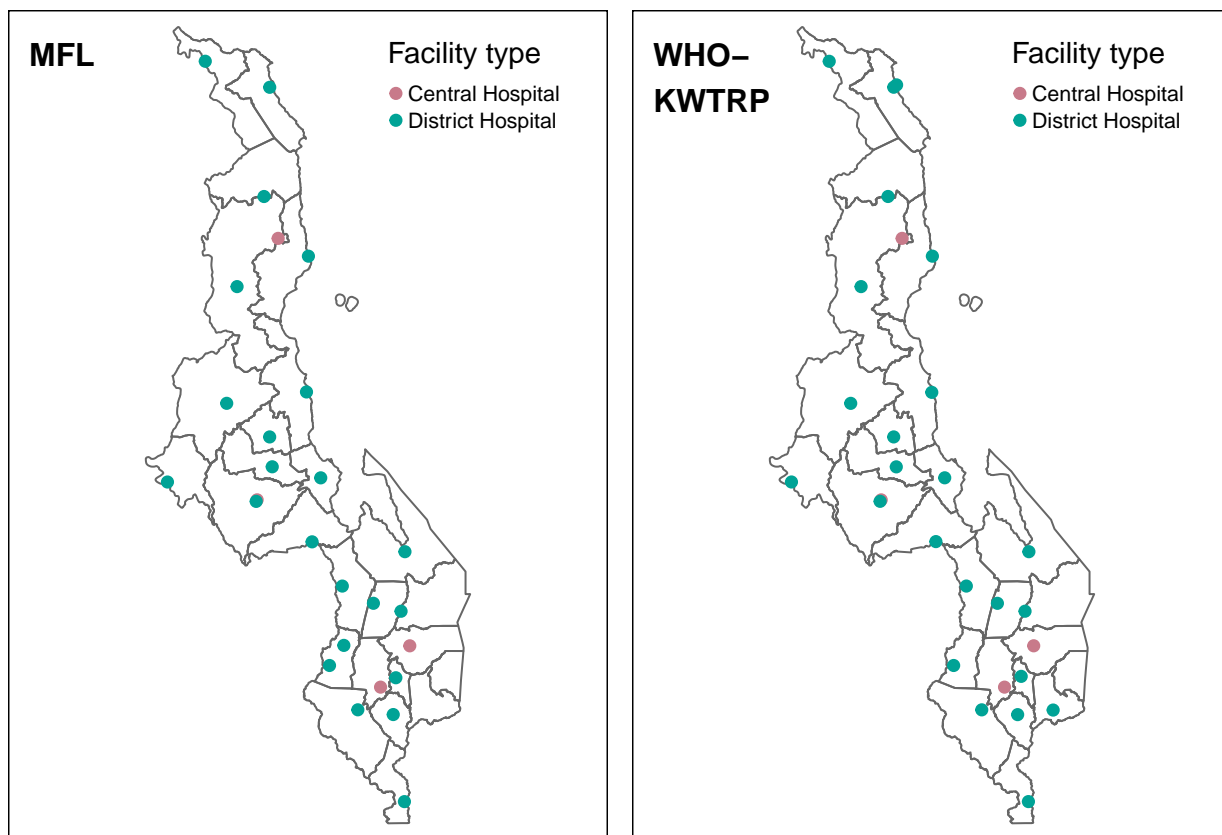 MFL
Facility type
Central Hospital
District Hospital
WHO–
KWTRP
Facility type
Central Hospital
District Hospital